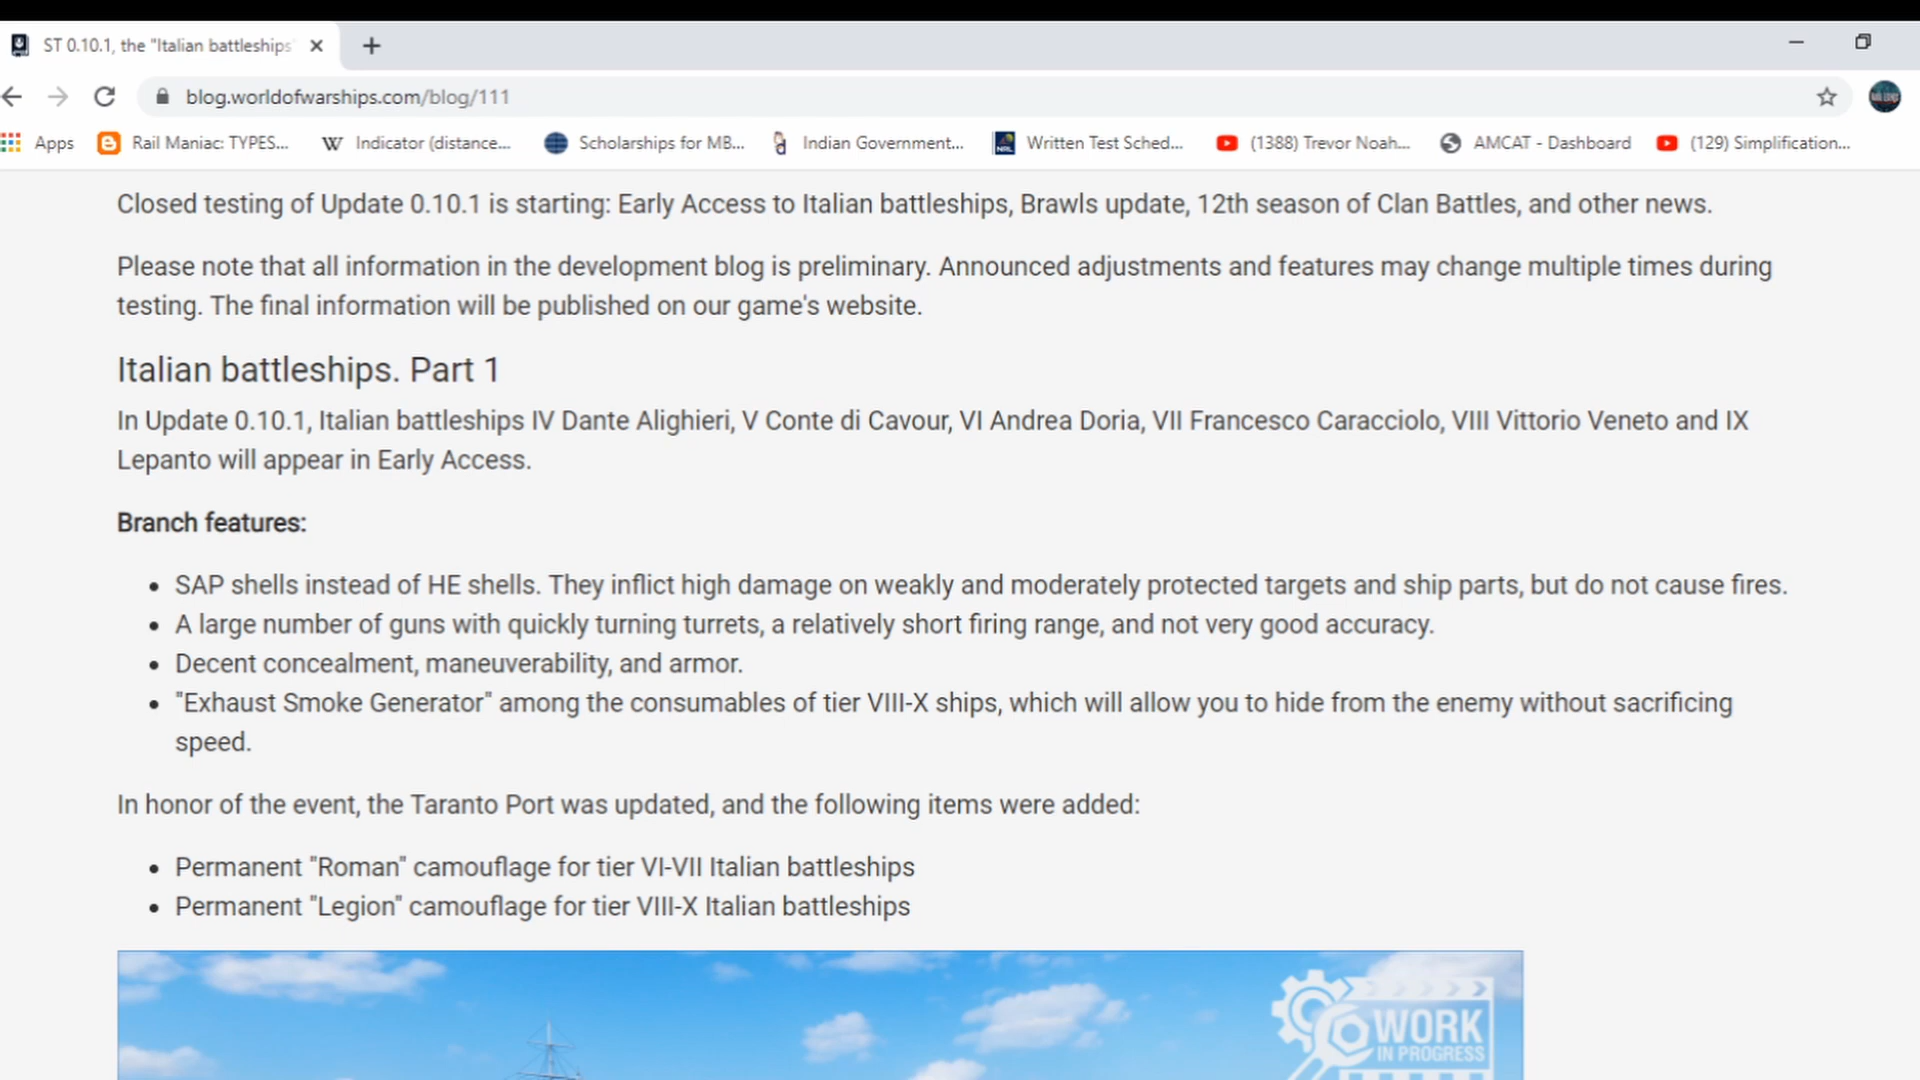 ST 0.10.1, the "Italian battleships"
blog.worldofwarships.com/blog/111
Apps Rail Maniac: TYPES... Indicator (distance... Scholarships for MB... Indian Government... Written Test Sched... (1388) Trevor Noah... AMCAT - Dashboard (129) Simplification...
Closed testing of Update 0.10.1 is starting: Early Access to Italian battleships, Brawls update, 12th season of Clan Battles, and other news.
Please note that all information in the development blog is preliminary. Announced adjustments and features may change multiple times during
testing. The final information will be published on our game's website.
Italian battleships. Part 1
In Update 0.10.1, Italian battleships IV Dante Alighieri, V Conte di Cavour, VI Andrea Doria, VII Francesco Caracciolo, VIII Vittorio Veneto and IX
Lepanto will appear in Early Access.
Branch features:
• SAP shells instead of HE shells. They inflict high damage on weakly and moderately protected targets and ship parts, but do not cause fires.
• A large number of guns with quickly turning turrets, a relatively short firing range, and not very good accuracy.
• Decent concealment, maneuverability, and armor.
• "Exhaust Smoke Generator" among the consumables of tier VIII-X ships, which will allow you to hide from the enemy without sacrificing
speed.
In honor of the event, the Taranto Port was updated, and the following items were added:
• Permanent "Roman" camouflage for tier VI-VII Italian battleships
• Permanent "Legion" camouflage for tier VIII-X Italian battleships
WORK
IN PROGRESS